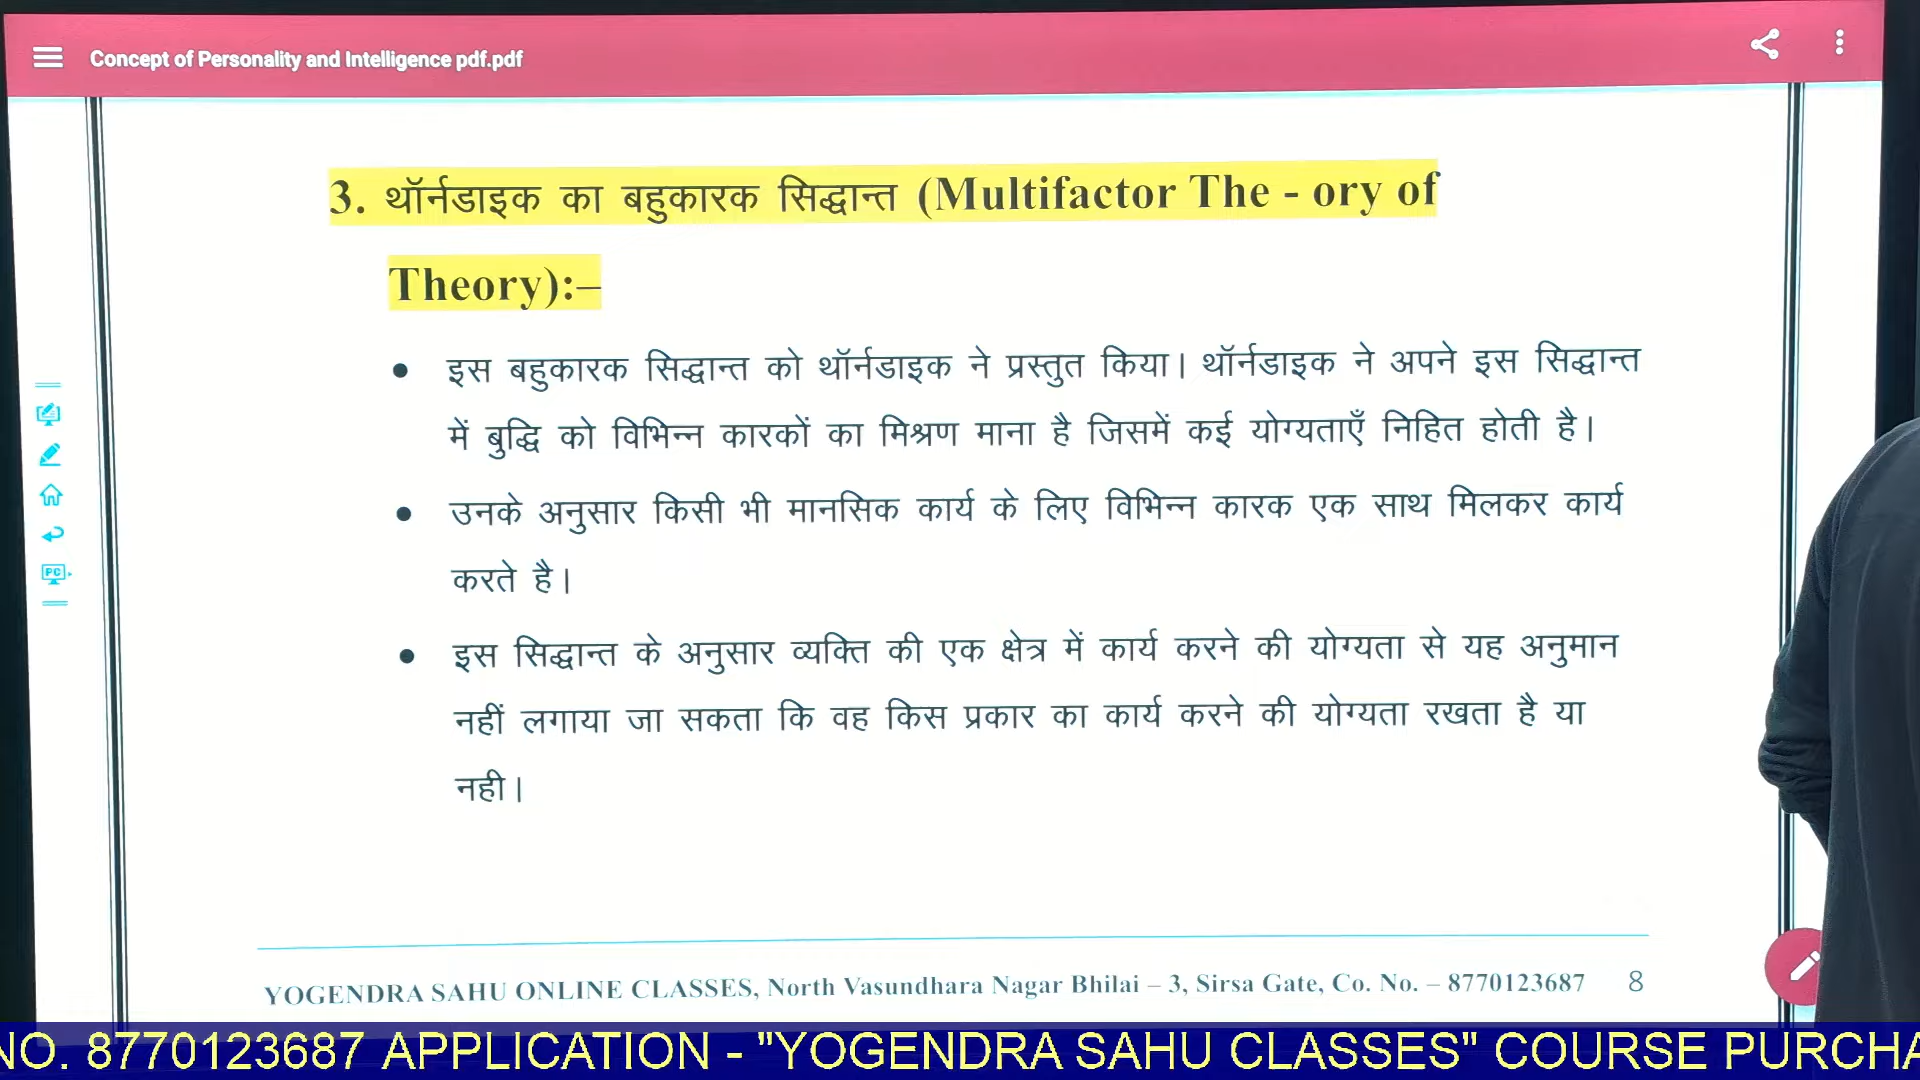 Concept of Personality and Intelligence pdf.pdf
3. थॉर्नडाइक का बहुकारक सिद्धान्त (Multifactor The - ory of
Theory):–
• इस बहुकारक सिद्धान्त को थॉर्नडाइक ने प्रस्तुत किया। थॉर्नडाइक ने अपने इस सिद्धान्त
में बुद्धि को विभिन्न कारकों का मिश्रण माना है जिसमें कई योग्यताएँ निहित होती है।
• उनके अनुसार किसी भी मानसिक कार्य के लिए विभिन्न कारक एक साथ मिलकर कार्य
करते है।
• इस सिद्धान्त के अनुसार व्यक्ति की एक क्षेत्र में कार्य करने की योग्यता से यह अनुमान
नहीं लगाया जा सकता कि वह किस प्रकार का कार्य करने की योग्यता रखता है या
नही।
PC
YOGENDRA SAHU ONLINE CLASSES, North Vasundhara Nagar Bhilai – 3, Sirsa Gate, Co. No. – 8770123687 8
NO. 8770123687 APPLICATION - "YOGENDRA SAHU CLASSES" COURSE PURCHA